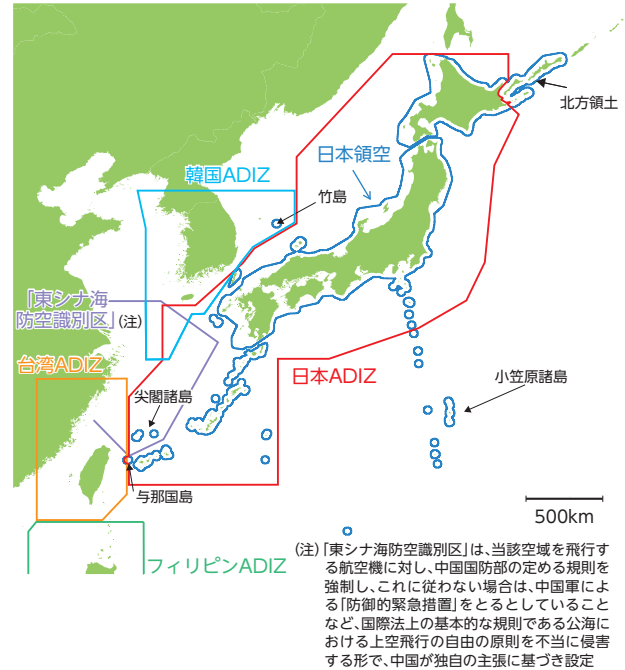 北方領土
日本領空
韓国ADIZ
竹島
「東シナ海
防空識別区」(注)
台湾ADIZ
日本ADIZ
尖閣諸島
小笠原諸島
与那国島
500km
フィリピンADIZ
(注)「東シナ海防空識別区」は、当該空域を飛行す
る航空機に対し、中国国防部の定める規則を
強制し、これに従わない場合は、中国軍によ
る「防御的緊急措置」をとるとしていること
など、国際法上の基本的な規則である公海に
おける上空飛行の自由の原則を不当に侵害
する形で、中国が独自の主張に基づき設定